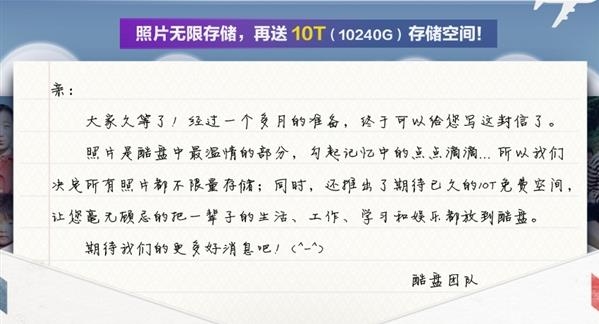 照片无限存储，再送 10T（10240G）存储空间！
亲：
大家久等了！经过一个多月的准备，终于可以给您写这封信了。
照片是酷盘中最温情的部分，勾起记忆中的点点滴滴...所以我们
决定所有照片都不限量存储；同时，还推出了期待已久的10T免费空间，
让您毫无顾忌的把一辈子的生活、工作、学习和娱乐都放到酷盘。
期待我们的更多好消息吧！(^-^)
酷盘团队